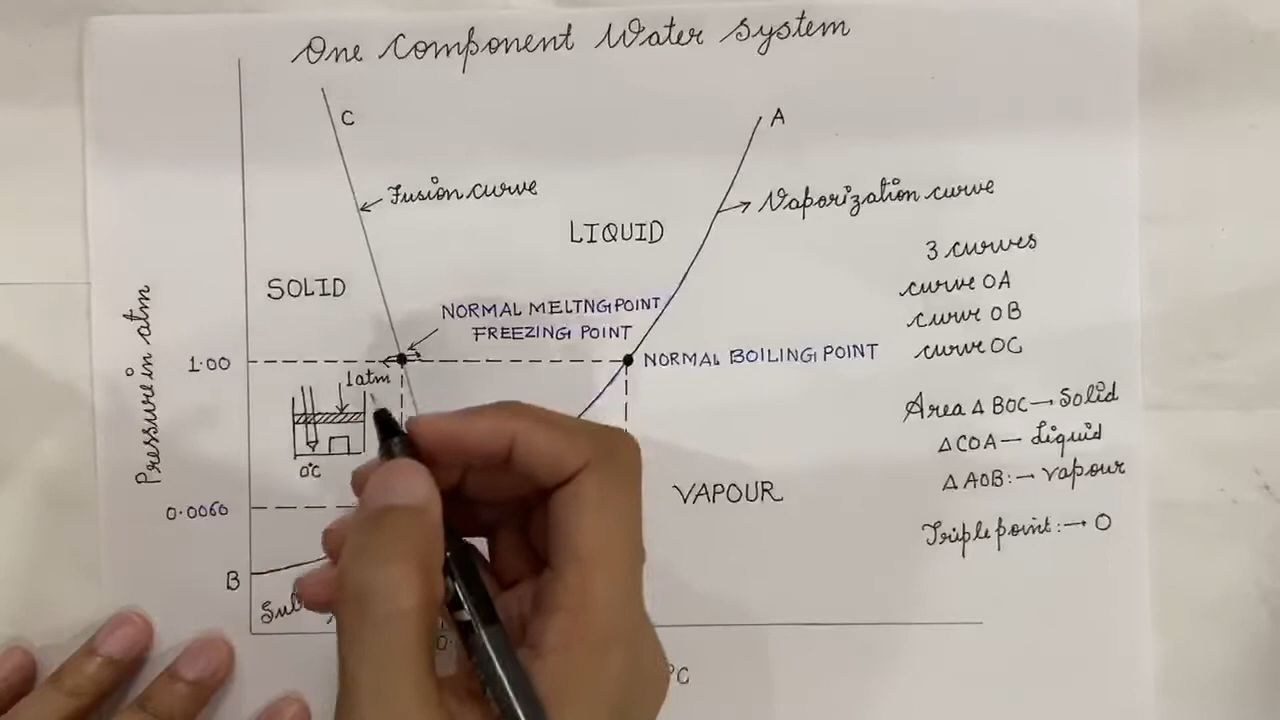 One Component Water System
C
A
Fusion curve
Vaporization curve
LIQUID
3 curves
SOLID
curve OA
NORMAL MELTNG POINT
FREEZING POINT
curve OB
curve OC
Pressure in atm
1.00
NORMAL BOILING POINT
1atm
Area Δ BOC → Solid
ΔCOA — Liquid
0°C
VAPOUR
Δ AOB: → vapour
0.0060
Triple point: → O
B
°C